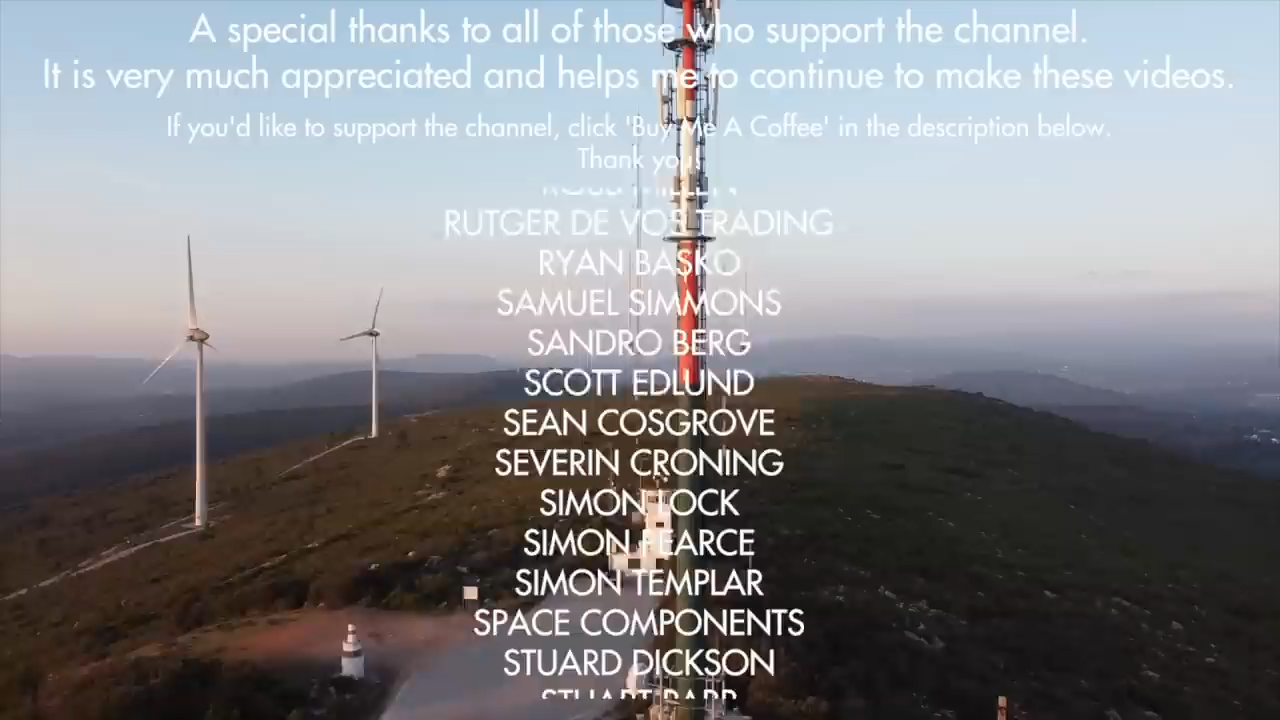 A special thanks to all of those who support the channel.
It is very much appreciated and helps me to continue to make these videos.
If you'd like to support the channel, click 'Buy Me A Coffee' in the description below.
Thank you!
RUTGER DE VOS TRADING
RYAN BASKO
SAMUEL SIMMONS
SANDRO BERG
SCOTT EDLUND
SEAN COSGROVE
SEVERIN CRONING
SIMON LOCK
SIMON PEARCE
SIMON TEMPLAR
SPACE COMPONENTS
STUARD DICKSON